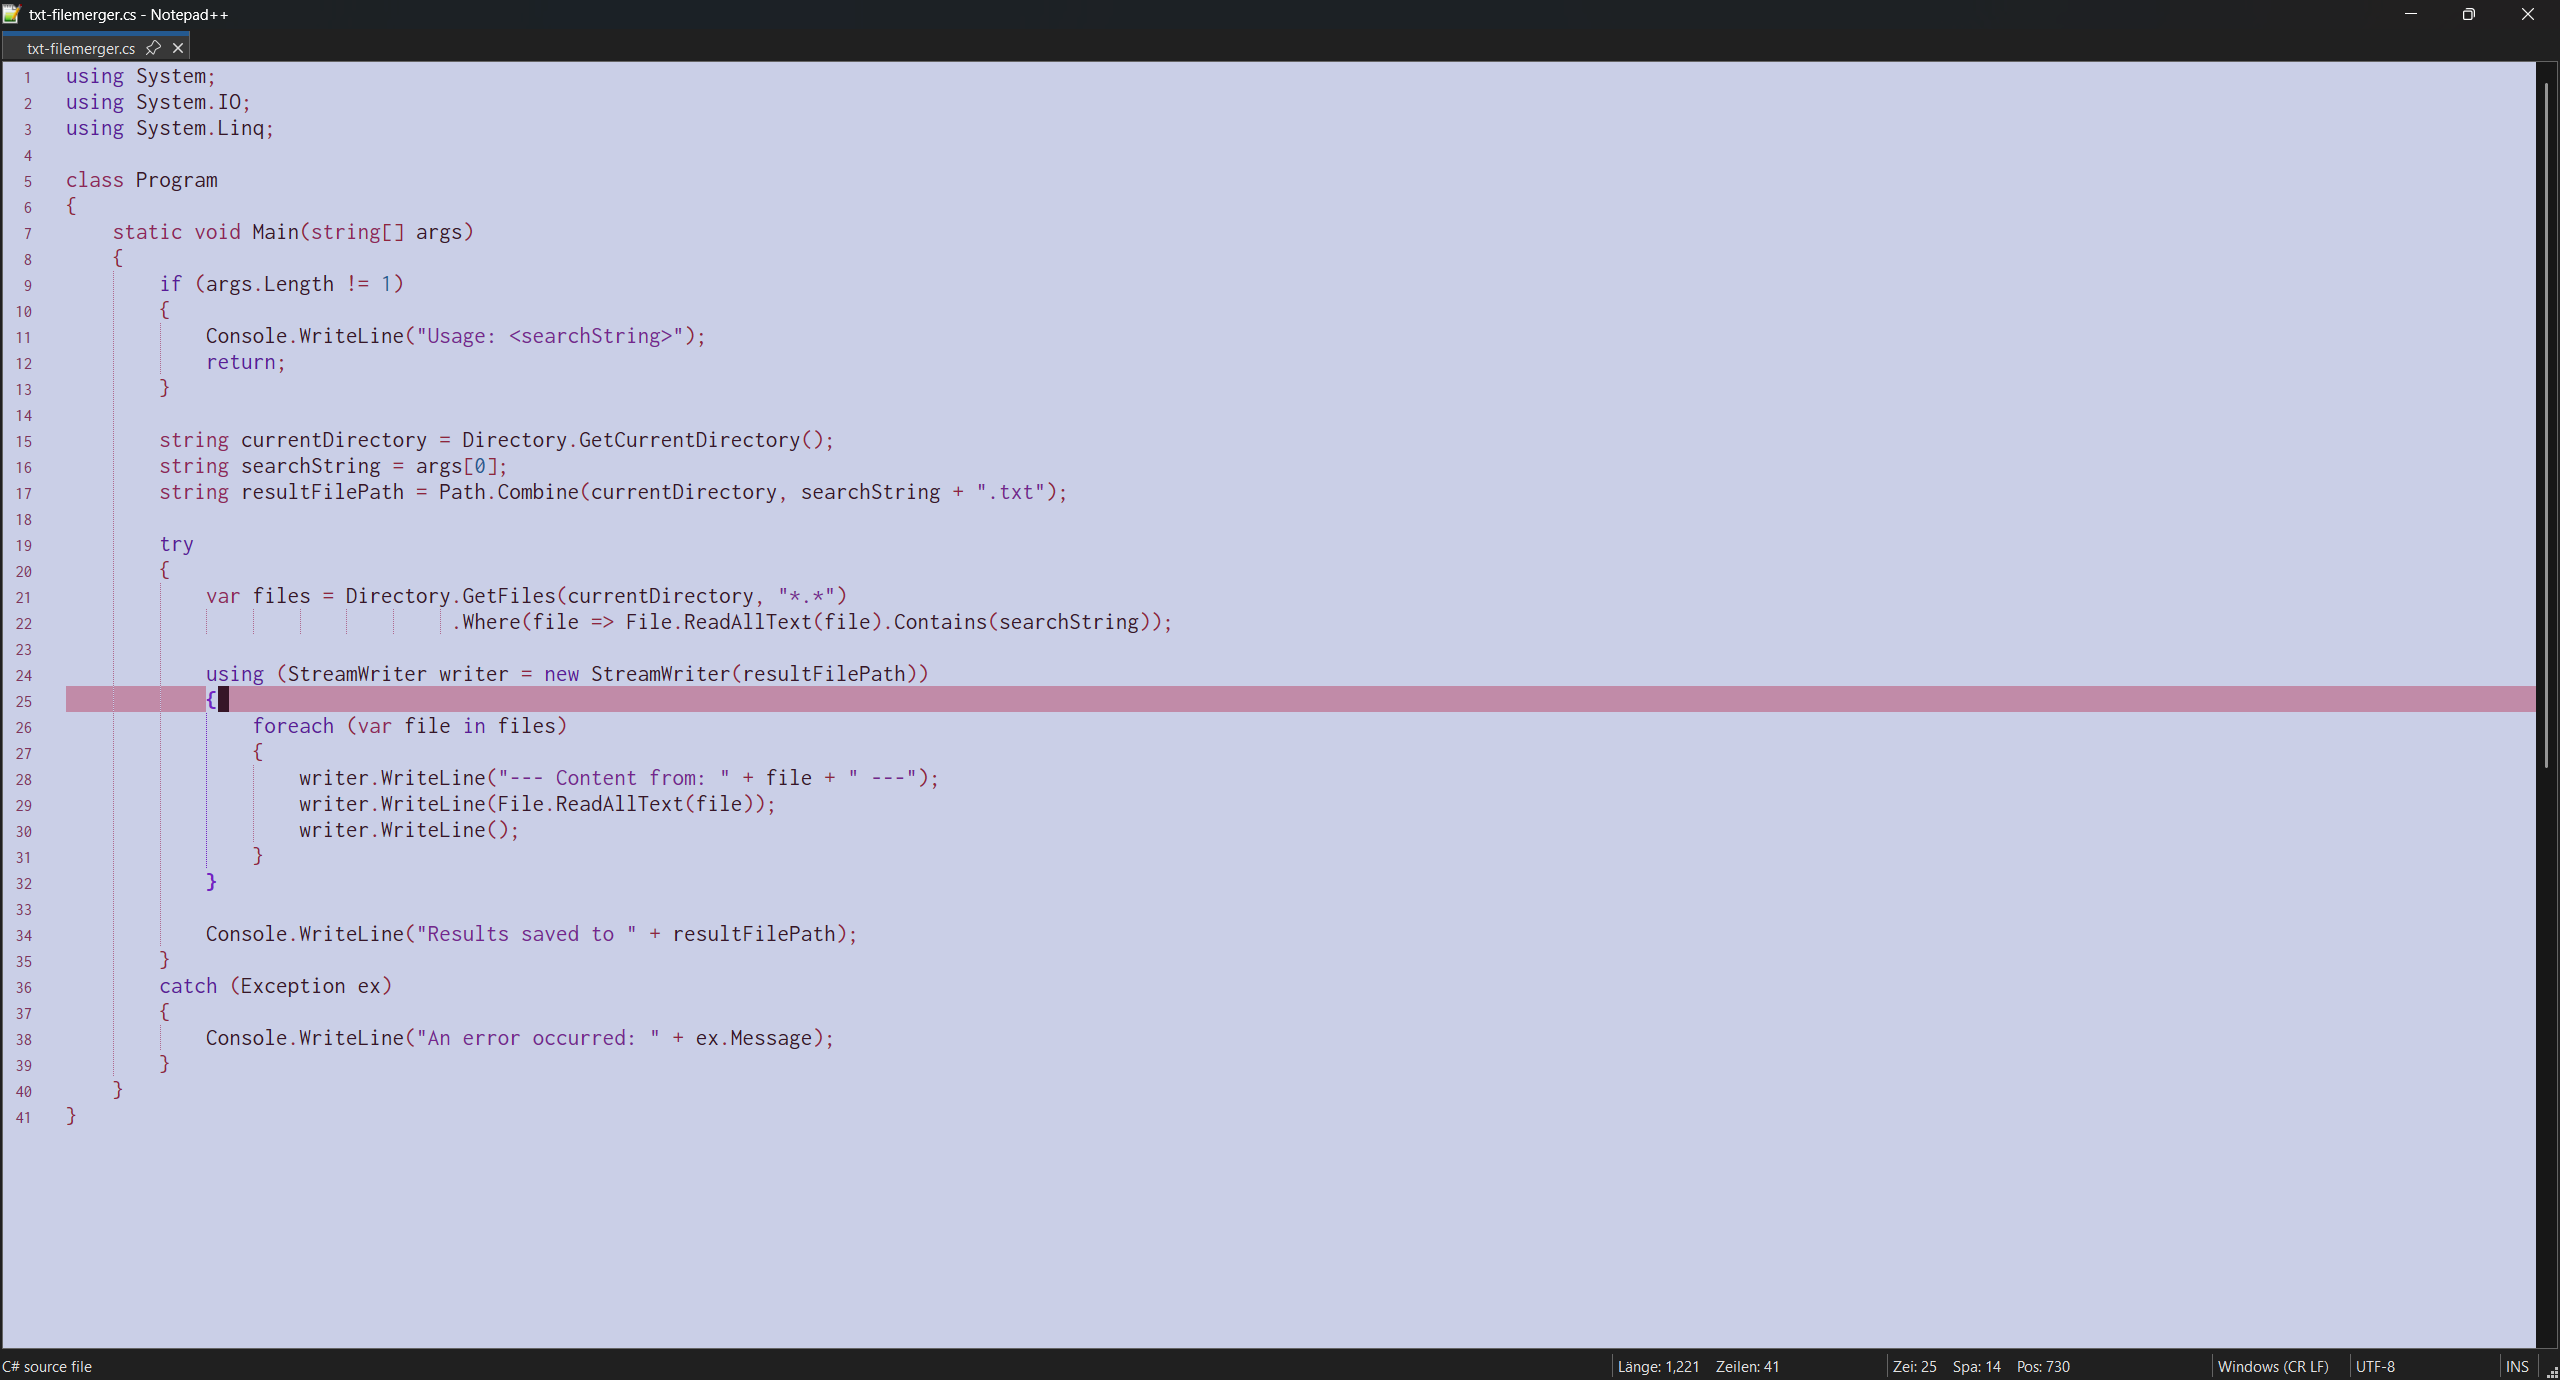 txt-filemerger.cs - Notepad++
txt-filemerger.cs
1 using System;
2 using System.IO;
3 using System.Linq;
4
5 class Program
6 {
7     static void Main(string[] args)
8     {
9         if (args.Length != 1)
10         {
11             Console.WriteLine("Usage: <searchString>");
12             return;
13         }
14
15         string currentDirectory = Directory.GetCurrentDirectory();
16         string searchString = args[0];
17         string resultFilePath = Path.Combine(currentDirectory, searchString + ".txt");
18
19         try
20         {
21             var files = Directory.GetFiles(currentDirectory, "*.*")
22                                  .Where(file => File.ReadAllText(file).Contains(searchString));
23
24             using (StreamWriter writer = new StreamWriter(resultFilePath))
25             {
26                 foreach (var file in files)
27                 {
28                     writer.WriteLine("--- Content from: " + file + " ---");
29                     writer.WriteLine(File.ReadAllText(file));
30                     writer.WriteLine();
31                 }
32             }
33
34             Console.WriteLine("Results saved to " + resultFilePath);
35         }
36         catch (Exception ex)
37         {
38             Console.WriteLine("An error occurred: " + ex.Message);
39         }
40     }
41 }
C# source file Länge: 1,221 Zeilen: 41 Zei: 25 Spa: 14 Pos: 730 Windows (CR LF) UTF-8 INS